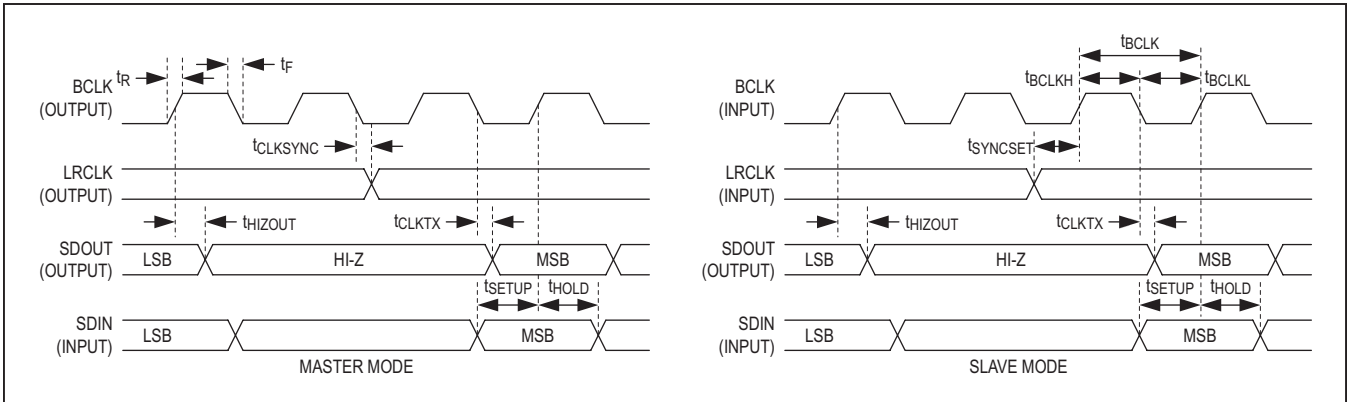 BCLK
(OUTPUT)
tR
tF
tCLKSYNC
LRCLK
(OUTPUT)
tHIZOUT
tCLKTX
SDOUT
(OUTPUT)
LSB
HI-Z
MSB
tSETUP
tHOLD
SDIN
(INPUT)
LSB
MSB
MASTER MODE
tBCLK
BCLK
(INPUT)
tBCLKH
tBCLKL
tSYNCSET
LRCLK
(INPUT)
tHIZOUT
tCLKTX
SDOUT
(OUTPUT)
LSB
HI-Z
MSB
tSETUP
tHOLD
SDIN
(INPUT)
LSB
MSB
SLAVE MODE